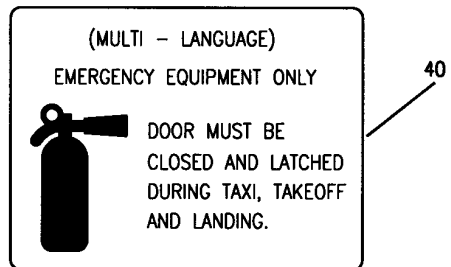 (MULTI - LANGUAGE)
EMERGENCY EQUIPMENT ONLY
40
DOOR MUST BE
CLOSED AND LATCHED
DURING TAXI, TAKEOFF
AND LANDING.